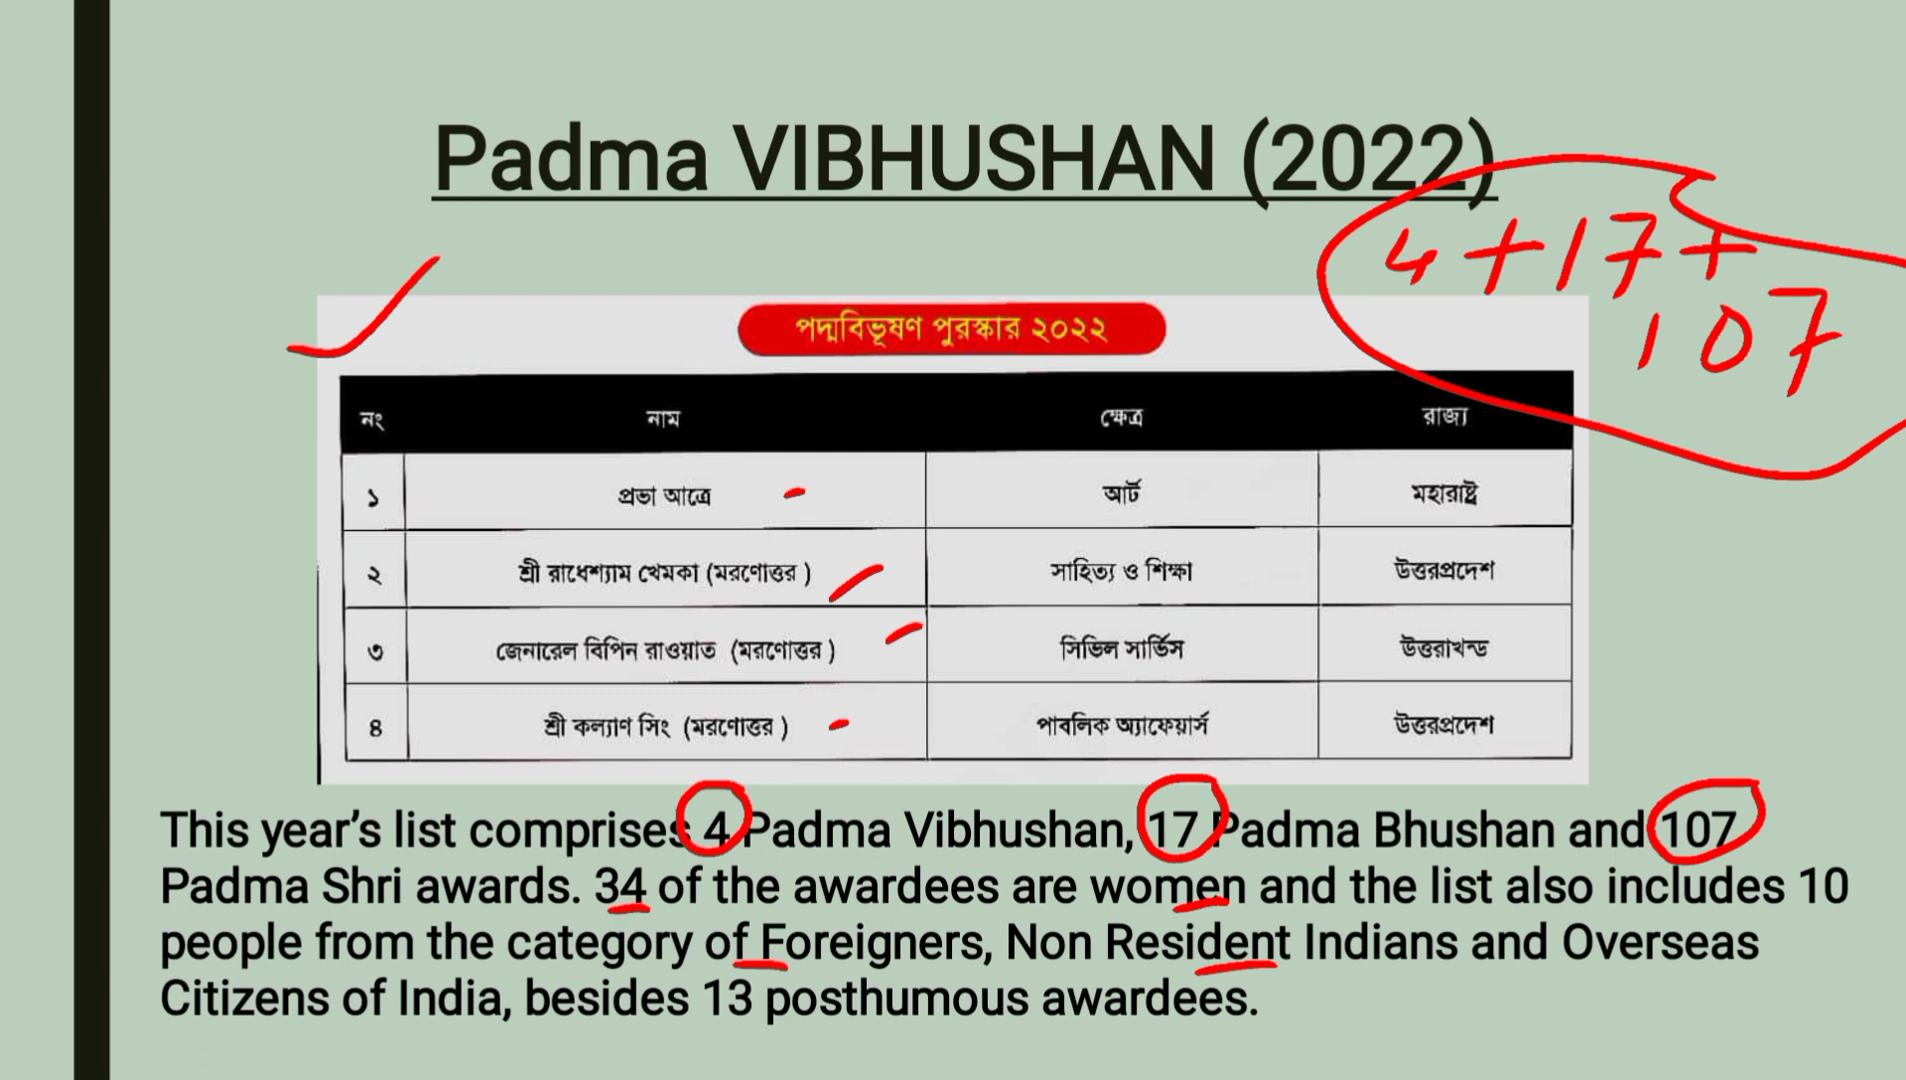 Padma VIBHUSHAN (2022)
4+17+
107
পদ্মবিভূষণ পুরস্কার ২০২২
নং নাম ক্ষেত্র রাজ্য
১ প্রভা আত্রে আর্ট মহারাষ্ট্র
২ শ্রী রাধেশ্যাম খেমকা (মরণোত্তর ) সাহিত্য ও শিক্ষা উত্তরপ্রদেশ
৩ জেনারেল বিপিন রাওয়াত (মরণোত্তর ) সিভিল সার্ভিস উত্তরাখন্ড
৪ শ্রী কল্যাণ সিং (মরণোত্তর ) পাবলিক অ্যাফেয়ার্স উত্তরপ্রদেশ
This year’s list comprises 4 Padma Vibhushan, 17 Padma Bhushan and 107
Padma Shri awards. 34 of the awardees are women and the list also includes 10
people from the category of Foreigners, Non Resident Indians and Overseas
Citizens of India, besides 13 posthumous awardees.